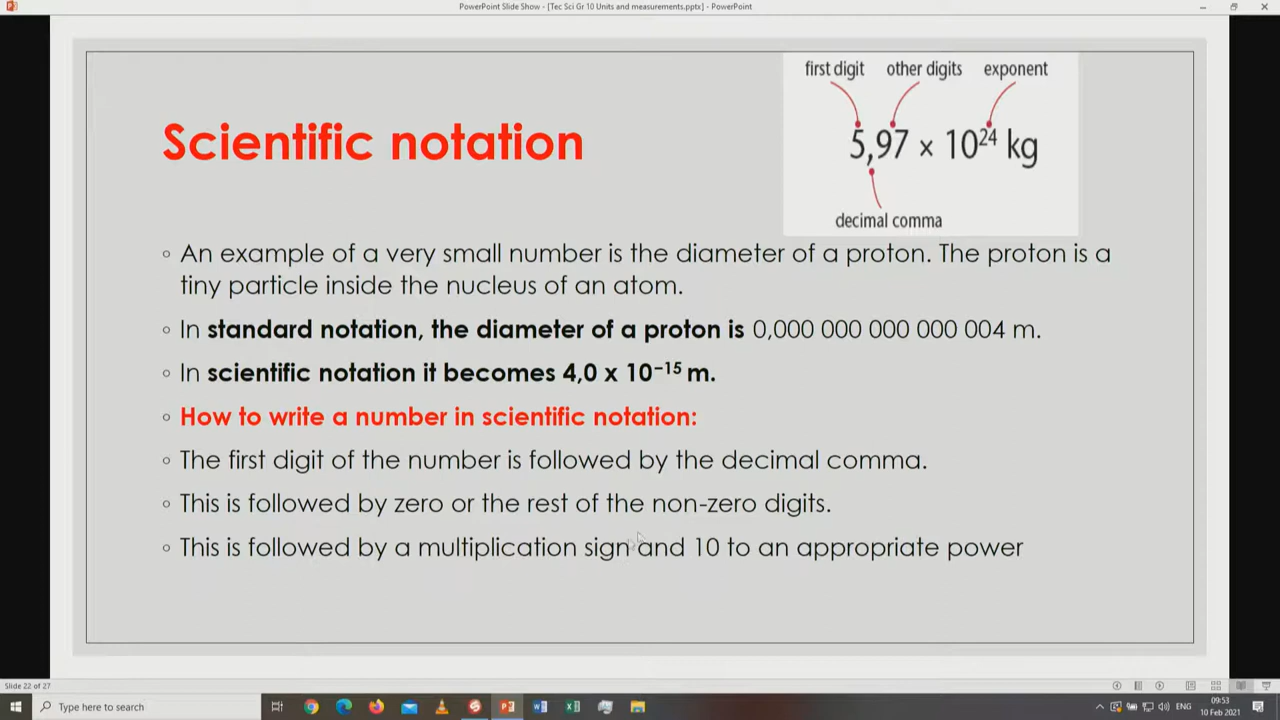 PowerPoint Slide Show - [Tec Sci Gr 10 Units and measurements.pptx] - PowerPoint
first digit other digits exponent
Scientific notation
5,97 × 10²⁴ kg
decimal comma
◦ An example of a very small number is the diameter of a proton. The proton is a
tiny particle inside the nucleus of an atom.
◦ In standard notation, the diameter of a proton is 0,000 000 000 000 004 m.
◦ In scientific notation it becomes 4,0 x 10⁻¹⁵ m.
◦ How to write a number in scientific notation:
◦ The first digit of the number is followed by the decimal comma.
◦ This is followed by zero or the rest of the non-zero digits.
◦ This is followed by a multiplication sign and 10 to an appropriate power
Slide 22 of 27
Type here to search
ENG
09:53
10 Feb 2021